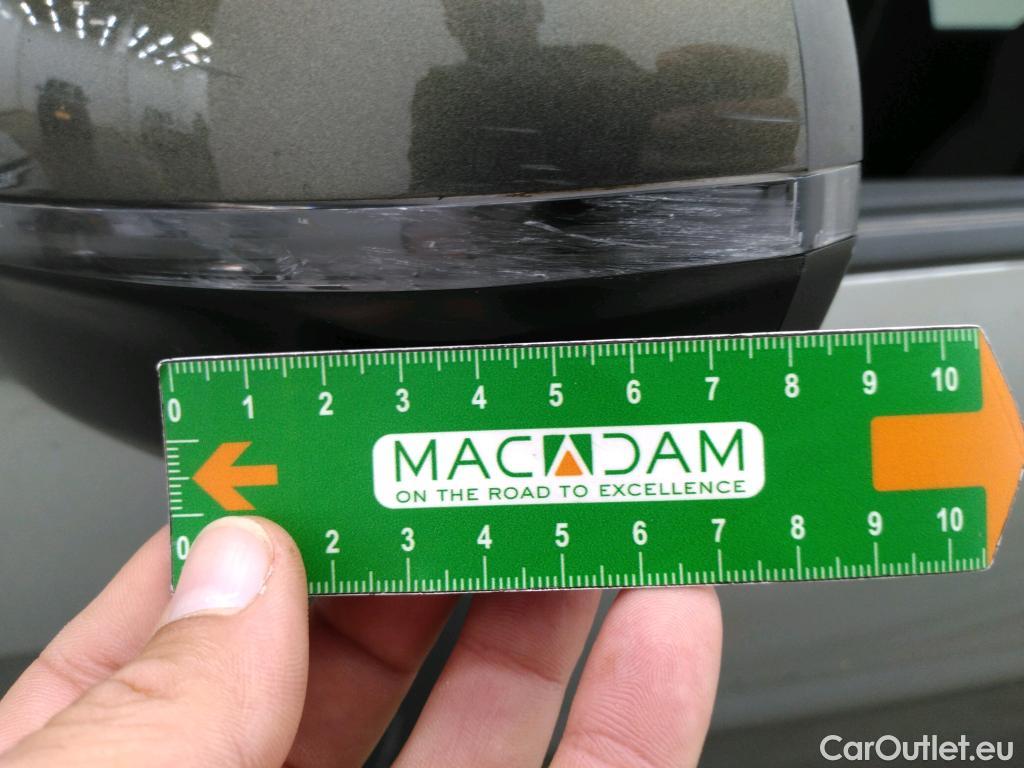 0 1 2 3 4 5 6 7 8 9 10
MACADAM
ON THE ROAD TO EXCELLENCE
0 2 3 4 5 6 7 8 9 10
CarOutlet.eu